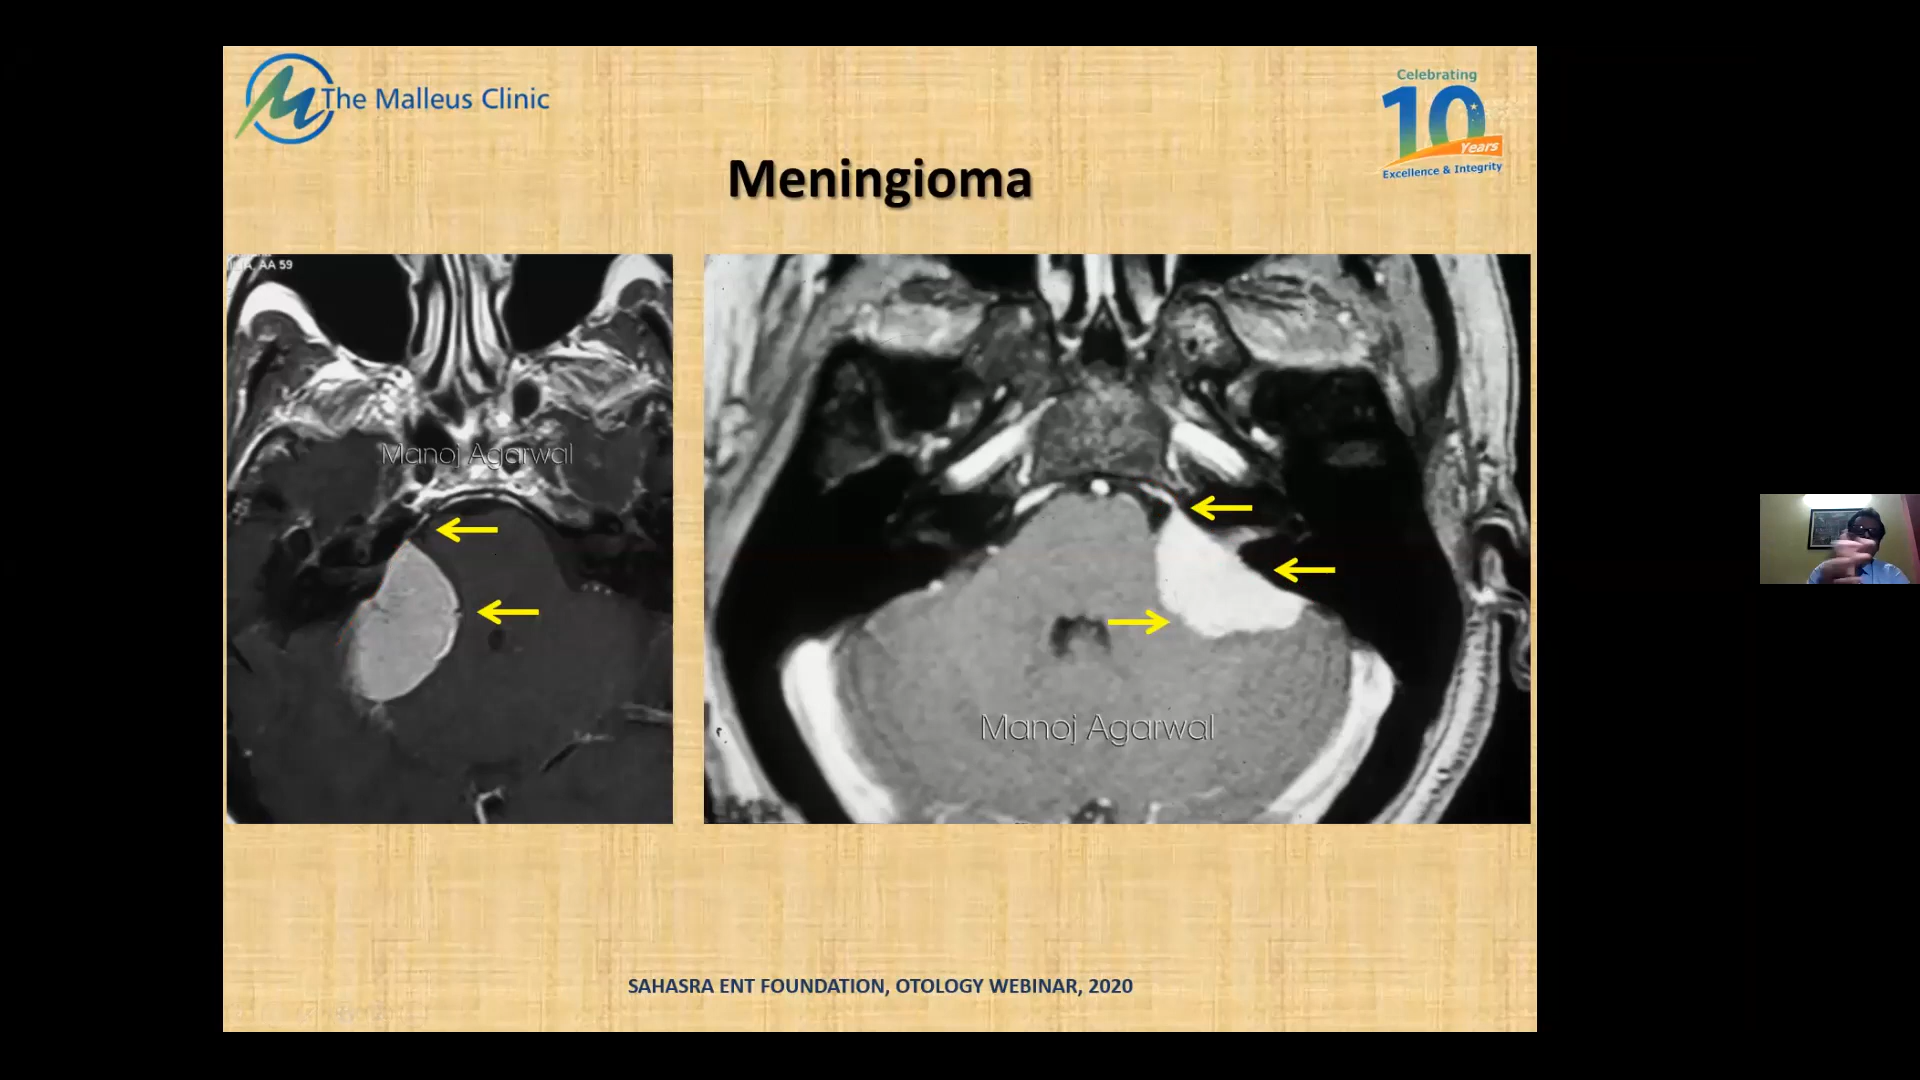 The Malleus Clinic
Celebrating
10
Years
Excellence & Integrity
Meningioma
AA 59
Manoj Agarwal
Manoj Agarwal
SAHASRA ENT FOUNDATION, OTOLOGY WEBINAR, 2020